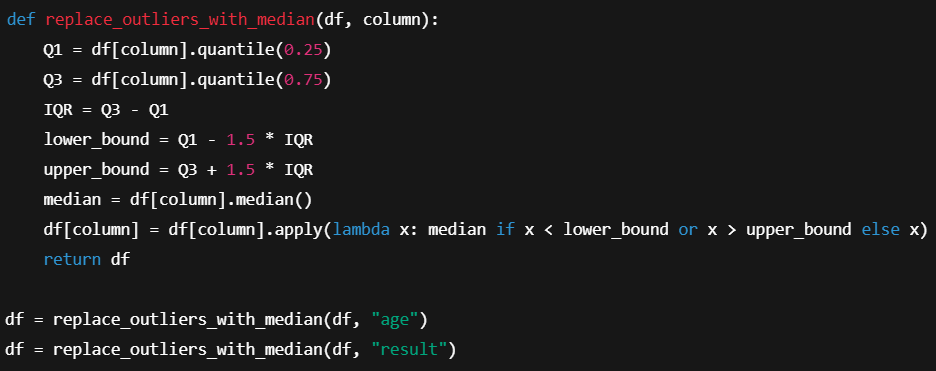 def replace_outliers_with_median(df, column):
    Q1 = df[column].quantile(0.25)
    Q3 = df[column].quantile(0.75)
    IQR = Q3 - Q1
    lower_bound = Q1 - 1.5 * IQR
    upper_bound = Q3 + 1.5 * IQR
    median = df[column].median()
    df[column] = df[column].apply(lambda x: median if x < lower_bound or x > upper_bound else x)
    return df

df = replace_outliers_with_median(df, "age")
df = replace_outliers_with_median(df, "result")